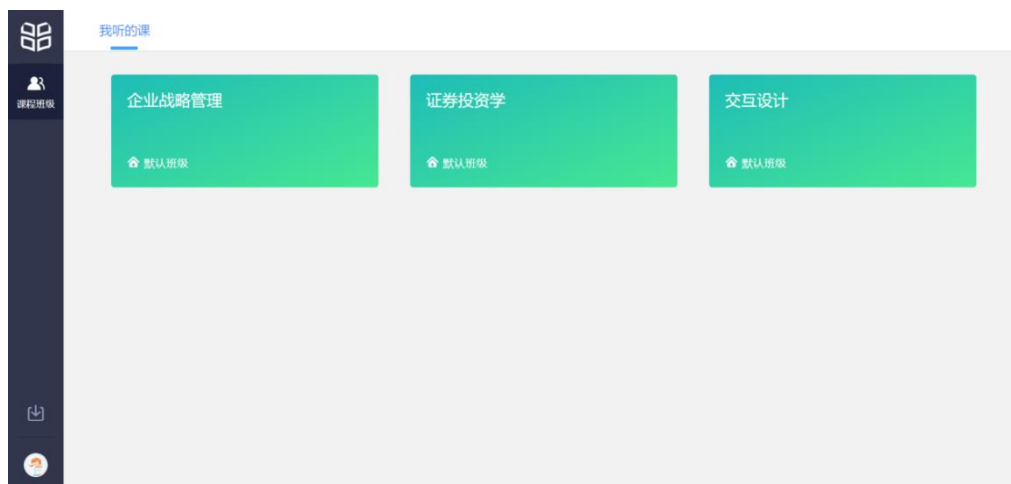 我听的课
课程班级
企业战略管理
默认班级
证券投资学
默认班级
交互设计
默认班级